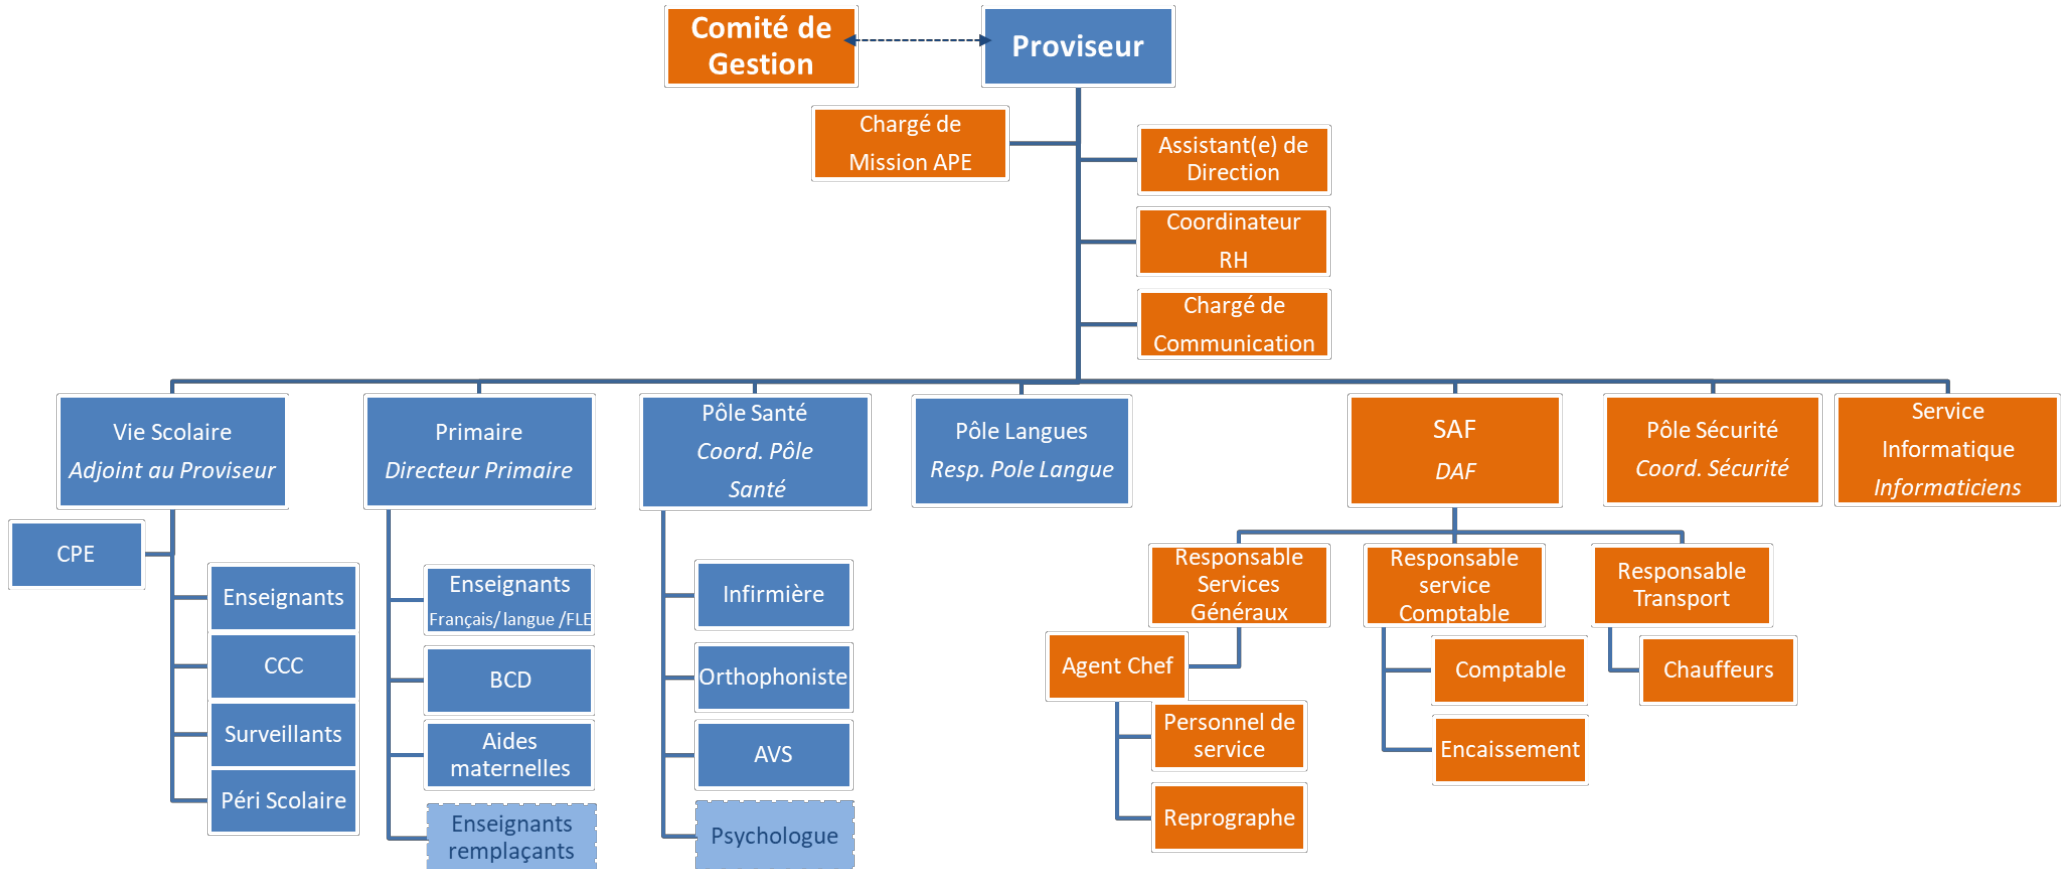 Comité de
Gestion
Proviseur
Chargé de
Mission APE
Assistant(e) de
Direction
Coordinateur
RH
Chargé de
Communication
Vie Scolaire
Adjoint au Proviseur
Primaire
Directeur Primaire
Pôle Santé
Coord. Pôle
Santé
Pôle Langues
Resp. Pole Langue
SAF
DAF
Pôle Sécurité
Coord. Sécurité
Service
Informatique
Informaticiens
CPE
Enseignants
CCC
Surveillants
Péri Scolaire
Enseignants
Français/ langue /FLE
BCD
Aides
maternelles
Enseignants
remplaçants
Infirmière
Orthophoniste
AVS
Psychologue
Responsable
Services
Généraux
Agent Chef
Personnel de
service
Reprographe
Responsable
service
Comptable
Comptable
Encaissement
Responsable
Transport
Chauffeurs